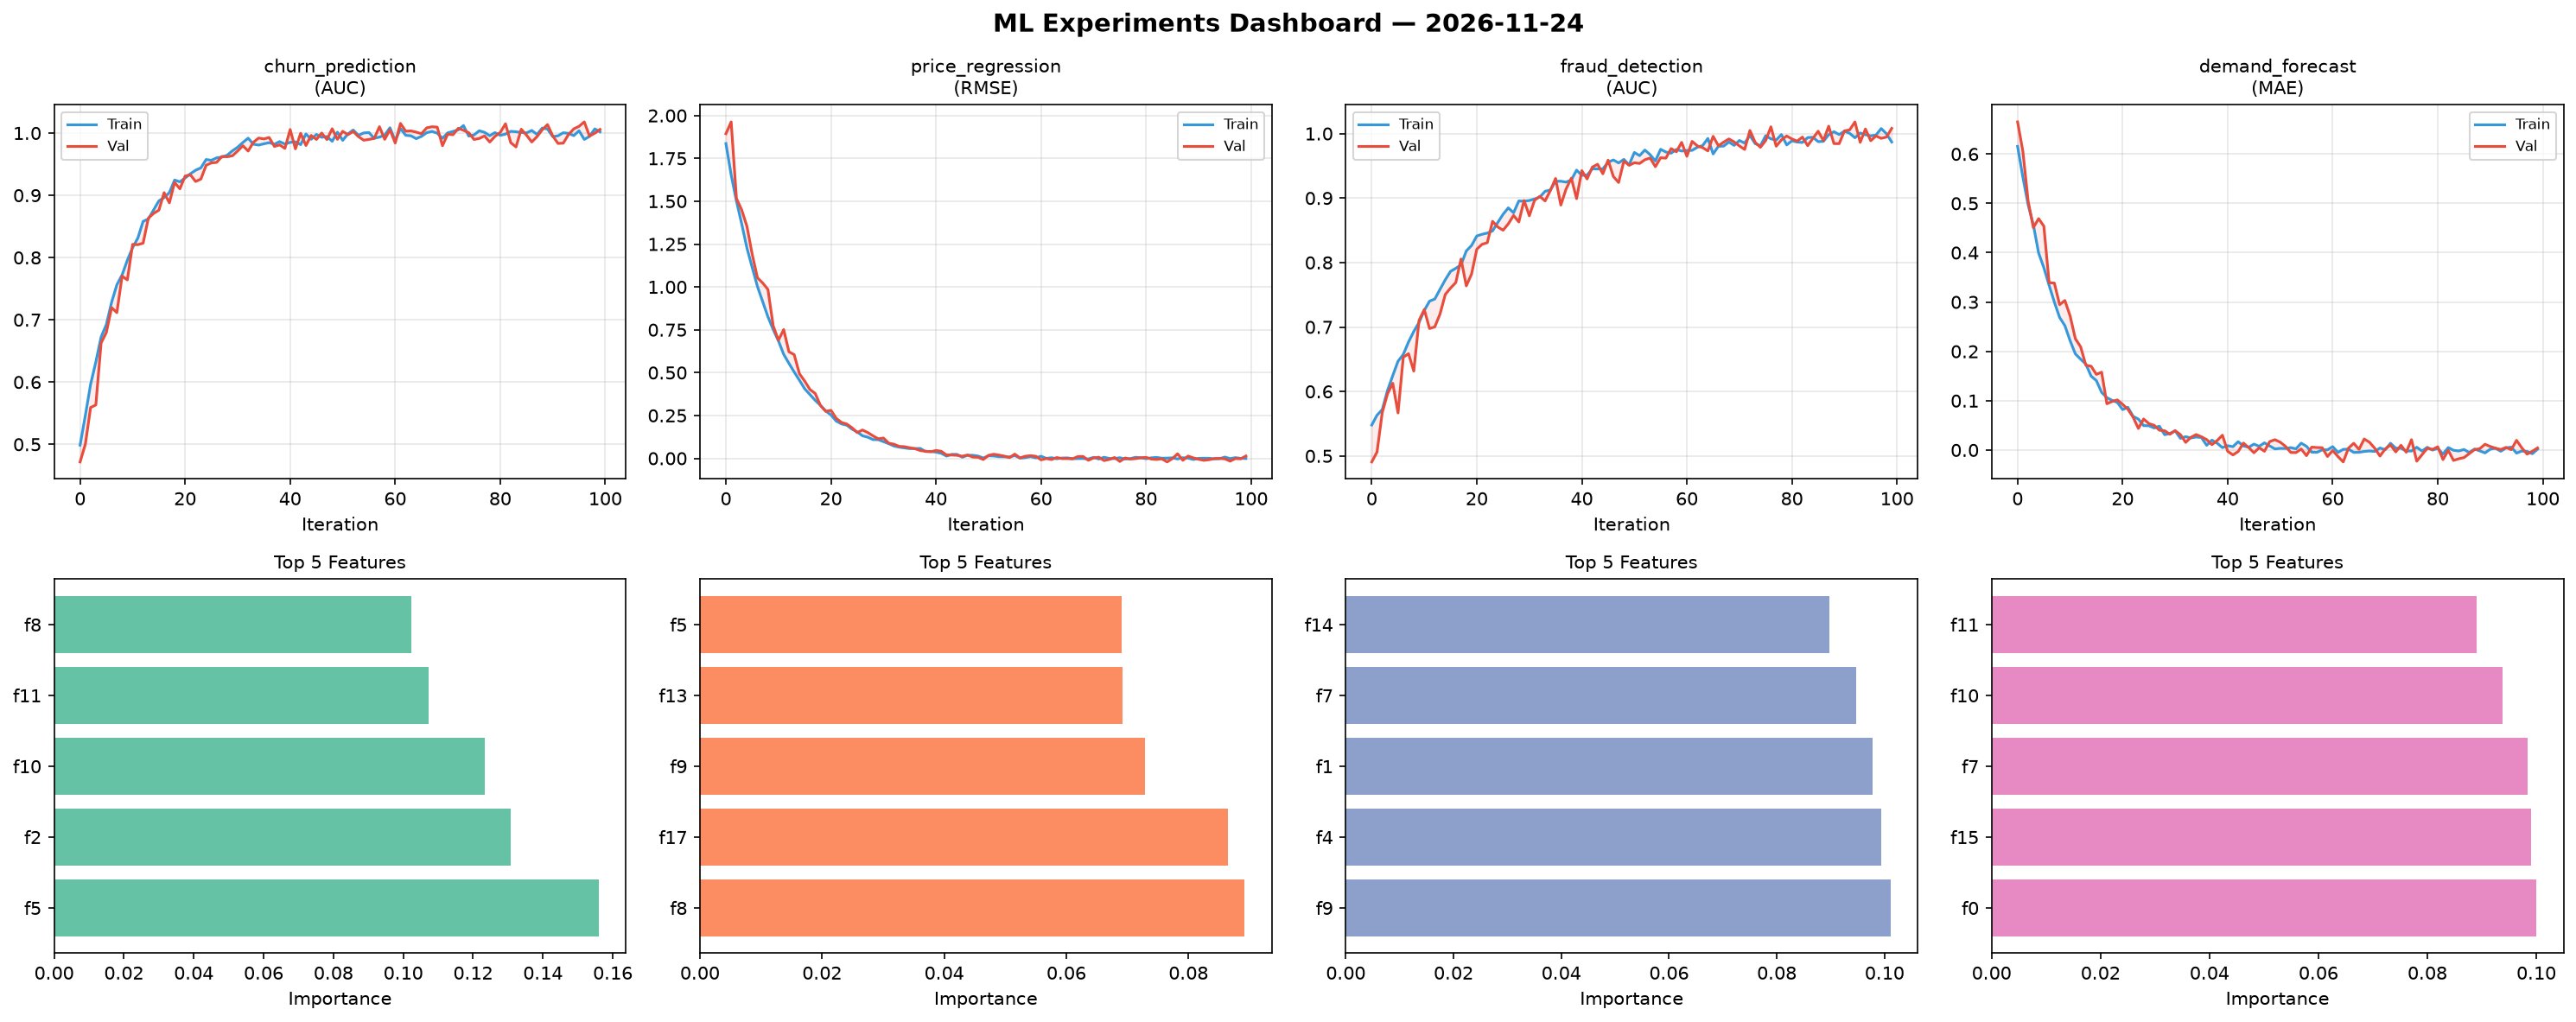 ML Experiments Dashboard — 2026-11-24
churn_prediction
(AUC)
Train
Val
1.0
0.9
0.8
0.7
0.6
0.5
0 20 40 60 80 100
Iteration
price_regression
(RMSE)
Train
Val
2.00
1.75
1.50
1.25
1.00
0.75
0.50
0.25
0.00
0 20 40 60 80 100
Iteration
fraud_detection
(AUC)
Train
Val
1.0
0.9
0.8
0.7
0.6
0.5
0 20 40 60 80 100
Iteration
demand_forecast
(MAE)
Train
Val
0.6
0.5
0.4
0.3
0.2
0.1
0.0
0 20 40 60 80 100
Iteration
Top 5 Features
f8
f11
f10
f2
f5
0.00 0.02 0.04 0.06 0.08 0.10 0.12 0.14 0.16
Importance
Top 5 Features
f5
f13
f9
f17
f8
0.00 0.02 0.04 0.06 0.08
Importance
Top 5 Features
f14
f7
f1
f4
f9
0.00 0.02 0.04 0.06 0.08 0.10
Importance
Top 5 Features
f11
f10
f7
f15
f0
0.00 0.02 0.04 0.06 0.08 0.10
Importance